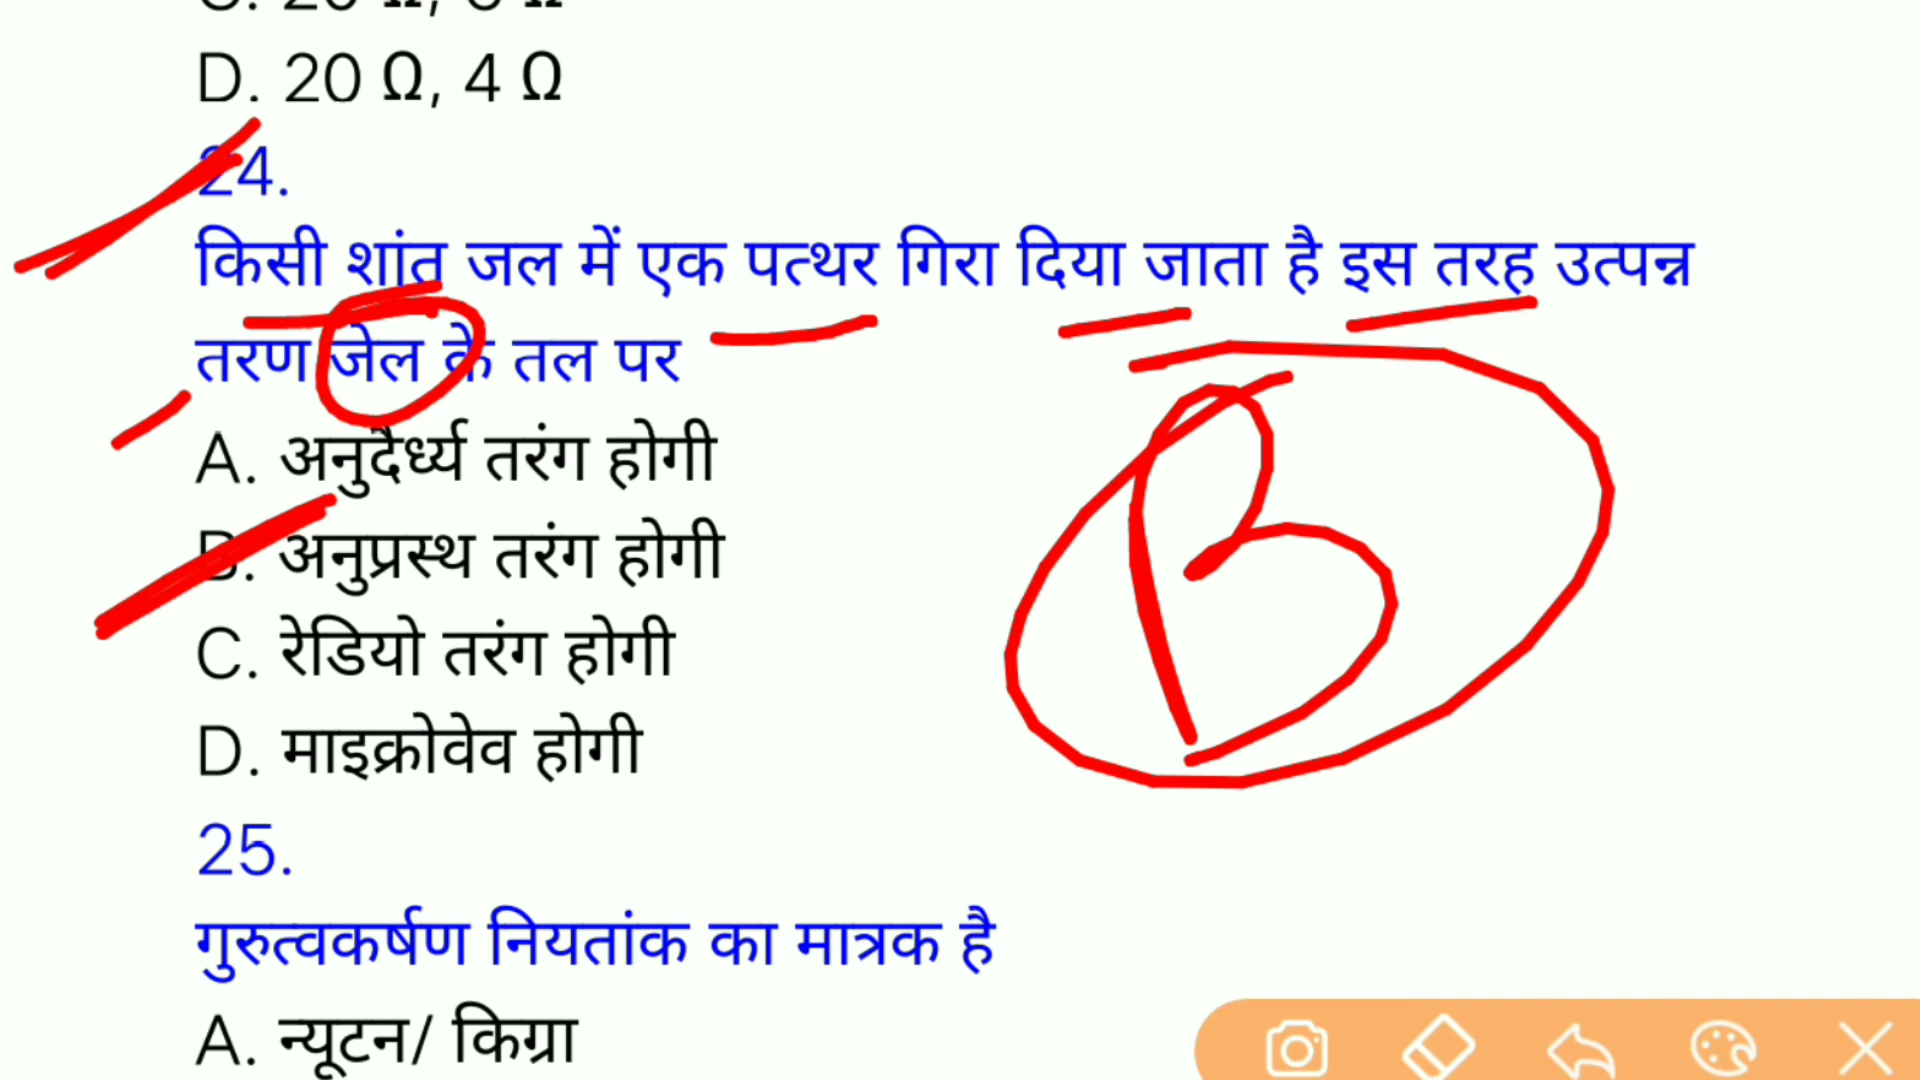 D. 20 Ω, 4 Ω
24.
किसी शांत जल में एक पत्थर गिरा दिया जाता है इस तरह उत्पन्न
तरण जल के तल पर
A. अनुदैर्ध्य तरंग होगी
B. अनुप्रस्थ तरंग होगी
C. रेडियो तरंग होगी
D. माइक्रोवेव होगी
B
25.
गुरुत्वकर्षण नियतांक का मात्रक है
A. न्यूटन/ किग्रा